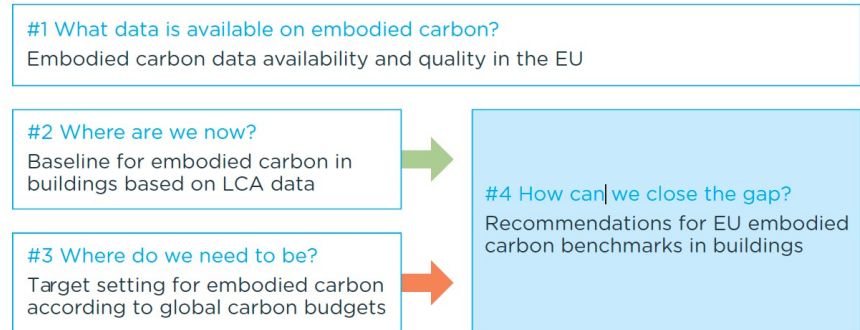 #1 What data is available on embodied carbon?
Embodied carbon data availability and quality in the EU
#2 Where are we now?
Baseline for embodied carbon in
buildings based on LCA data
#3 Where do we need to be?
Target setting for embodied carbon
according to global carbon budgets
#4 How can we close the gap?
Recommendations for EU embodied
carbon benchmarks in buildings